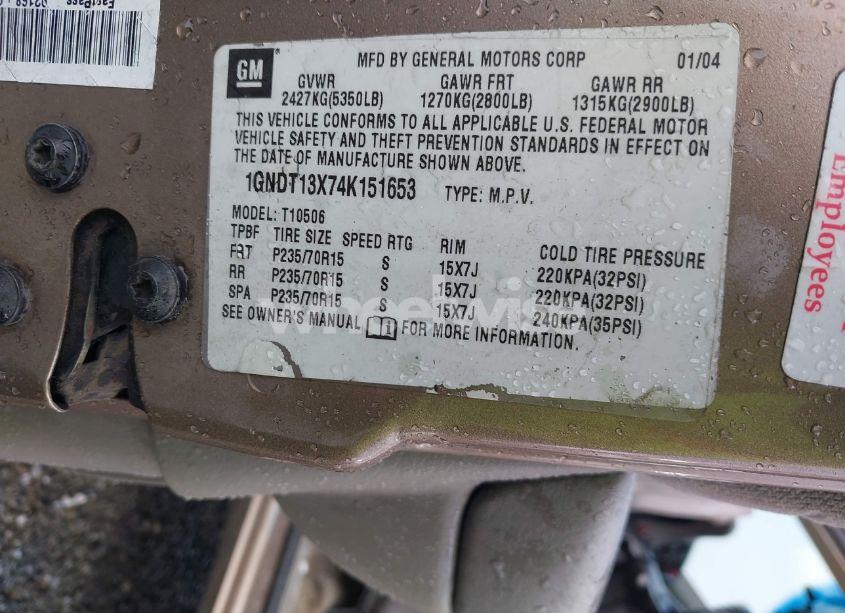 FastPass
GM
MFD BY GENERAL MOTORS CORP 01/04
GVWR GAWR FRT GAWR RR
2427KG(5350LB) 1270KG(2800LB) 1315KG(2900LB)
THIS VEHICLE CONFORMS TO ALL APPLICABLE U.S. FEDERAL MOTOR
VEHICLE SAFETY AND THEFT PREVENTION STANDARDS IN EFFECT ON
THE DATE OF MANUFACTURE SHOWN ABOVE.
1GNDT13X74K151653 TYPE: M.P.V.
MODEL: T10506
TPBF TIRE SIZE SPEED RTG RIM COLD TIRE PRESSURE
FRT P235/70R15 S 15X7J 220KPA(32PSI)
RR P235/70R15 S 15X7J 220KPA(32PSI)
SPA P235/70R15 S 15X7J 240KPA(35PSI)
SEE OWNER'S MANUAL FOR MORE INFORMATION.
Employees